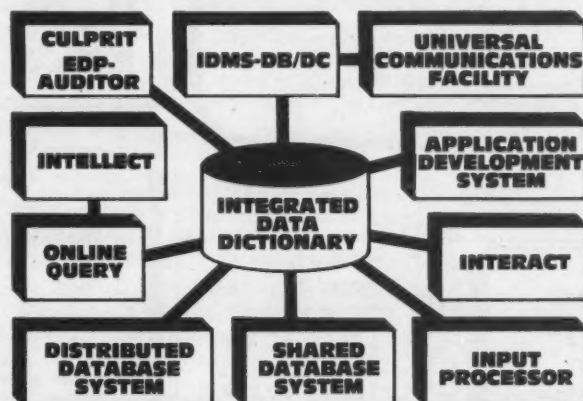 CULPRIT
EDP-
AUDITOR
IDMS-DB/DC
UNIVERSAL
COMMUNICATIONS
FACILITY
INTELLECT
APPLICATION
DEVELOPMENT
SYSTEM
INTEGRATED
DATA
DICTIONARY
ONLINE
QUERY
INTERACT
DISTRIBUTED
DATABASE
SYSTEM
SHARED
DATABASE
SYSTEM
INPUT
PROCESSOR